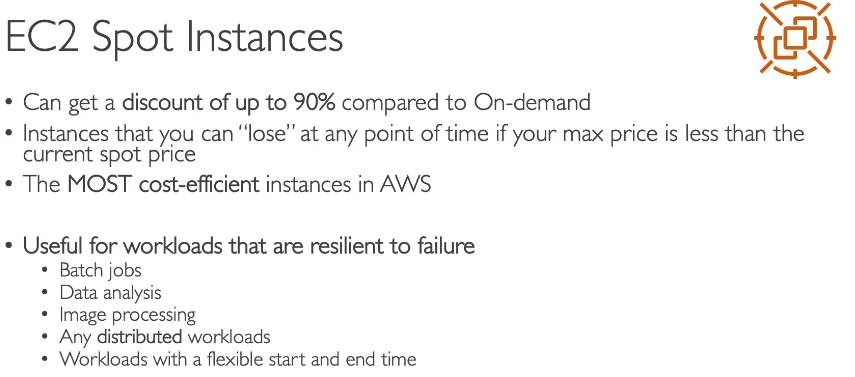 EC2 Spot Instances
• Can get a discount of up to 90% compared to On-demand
• Instances that you can “lose” at any point of time if your max price is less than the
current spot price
• The MOST cost-efficient instances in AWS
• Useful for workloads that are resilient to failure
• Batch jobs
• Data analysis
• Image processing
• Any distributed workloads
• Workloads with a flexible start and end time